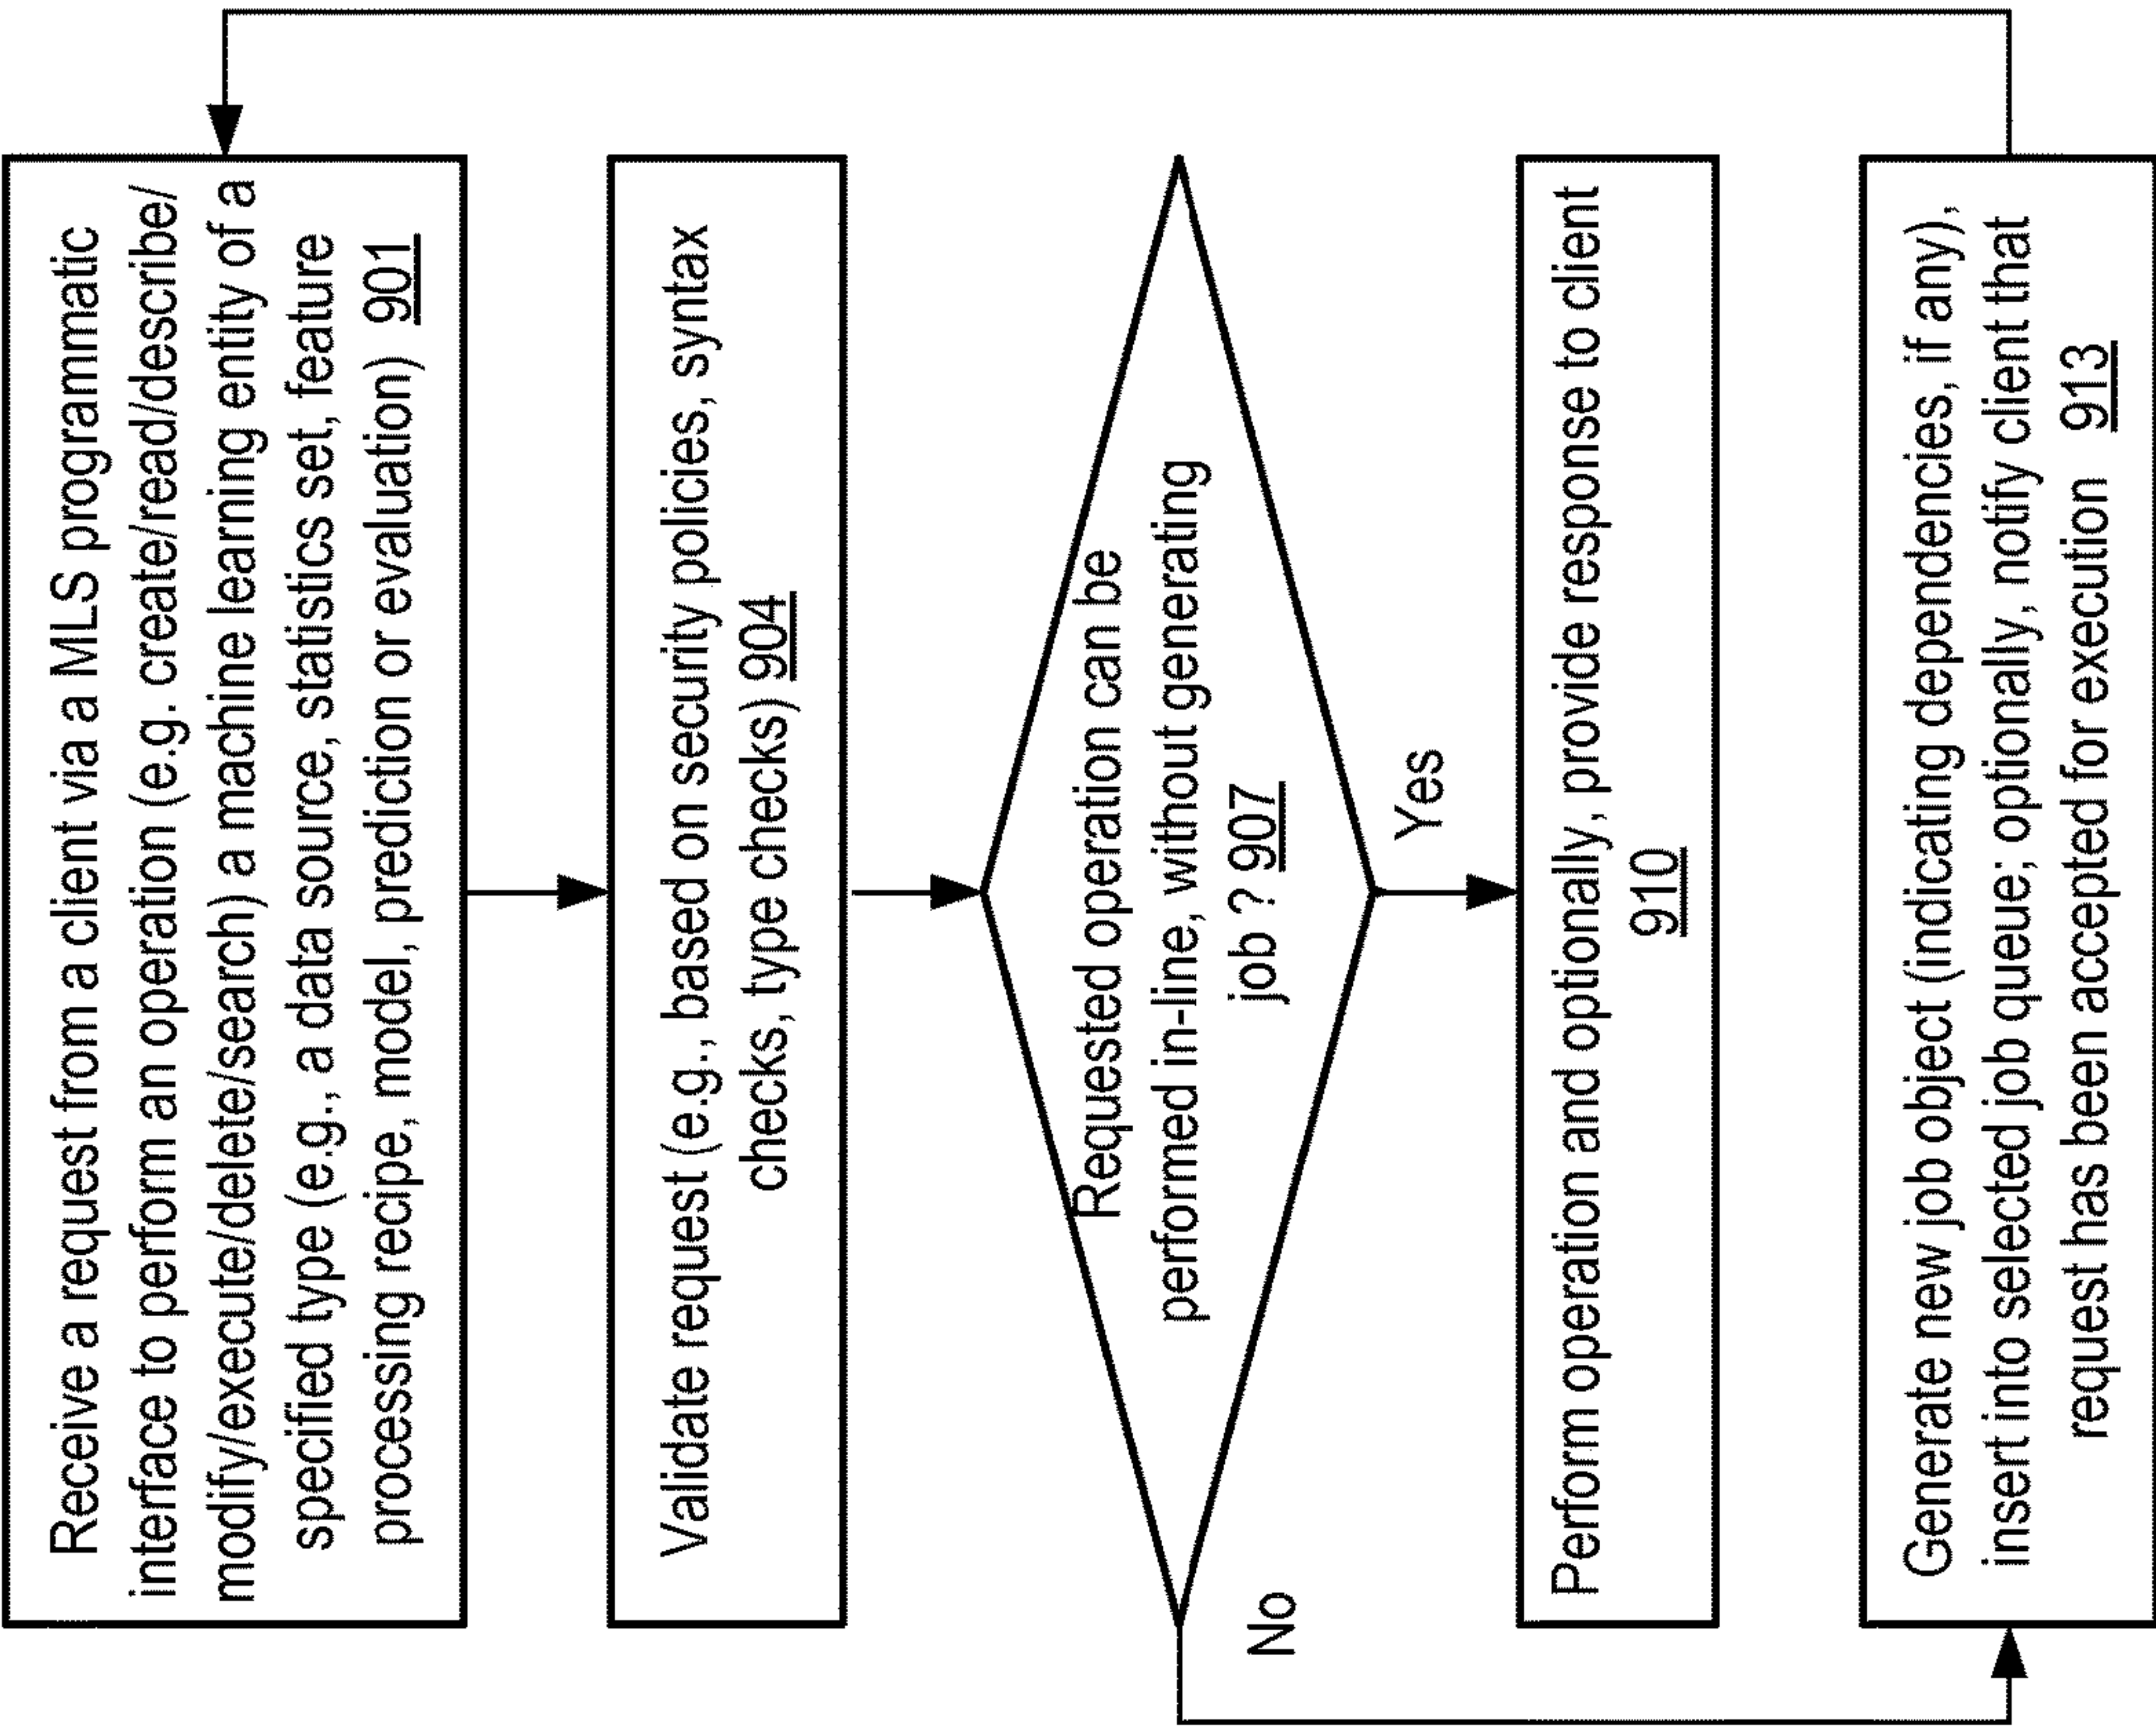 Receive a request from a client via a MLS programmatic
interface to perform an operation (e.g. create/read/describe/
modify/execute/delete/search) a machine learning entity of a
specified type (e.g., a data source, statistics set, feature
processing recipe, model, prediction or evaluation) 901
Validate request (e.g., based on security policies, syntax
checks, type checks) 904
Requested operation can be
performed in-line, without generating
job ? 907
No
Yes
Perform operation and optionally, provide response to client
910
Generate new job object (indicating dependencies, if any),
insert into selected job queue; optionally, notify client that
request has been accepted for execution 913